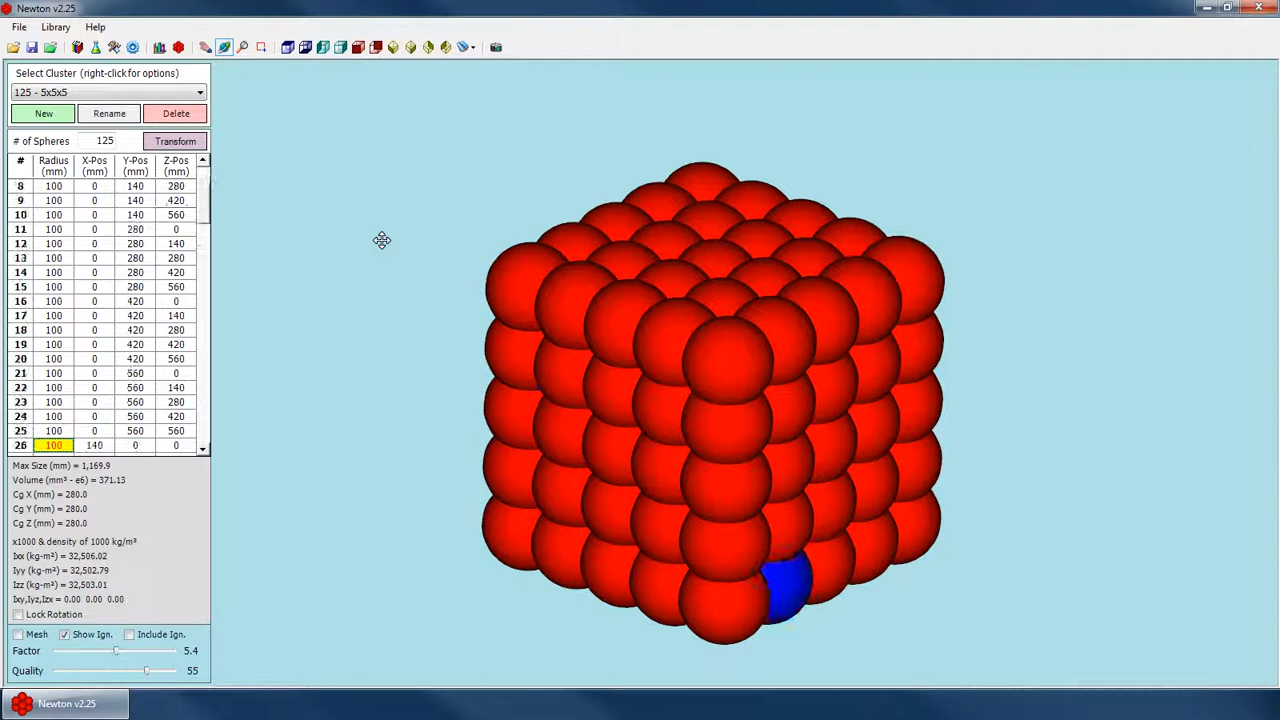 Newton v2.25
File Library Help
Select Cluster (right-click for options)
125 - 5x5x5
New Rename Delete
# of Spheres 125 Transform
# Radius (mm) X-Pos (mm) Y-Pos (mm) Z-Pos (mm)
8 100 0 140 280
9 100 0 140 420
10 100 0 140 560
11 100 0 280 0
12 100 0 280 140
13 100 0 280 280
14 100 0 280 420
15 100 0 280 560
16 100 0 420 0
17 100 0 420 140
18 100 0 420 280
19 100 0 420 420
20 100 0 420 560
21 100 0 560 0
22 100 0 560 140
23 100 0 560 280
24 100 0 560 420
25 100 0 560 560
26 100 140 0 0
Max Size (mm) = 1,169.9
Volume (mm³ - e6) = 371.13
Cg X (mm) = 280.0
Cg Y (mm) = 280.0
Cg Z (mm) = 280.0
x1000 & density of 1000 kg/m³
Ixx (kg-m²) = 32,506.02
Iyy (kg-m²) = 32,502.79
Izz (kg-m²) = 32,503.01
Ixy,Iyz,Izx = 0.00 0.00 0.00
Lock Rotation
Mesh Show Ign. Include Ign.
Factor 5.4
Quality 55
Newton v2.25